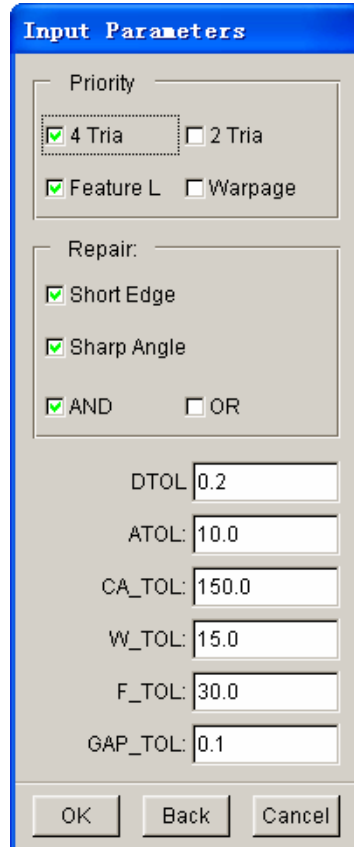 Input Parameters
Priority
4 Tria 2 Tria
Feature L Warpage
Repair:
Short Edge
Sharp Angle
AND OR
DTOL 0.2
ATOL: 10.0
CA_TOL: 150.0
W_TOL: 15.0
F_TOL: 30.0
GAP_TOL: 0.1
OK Back Cancel